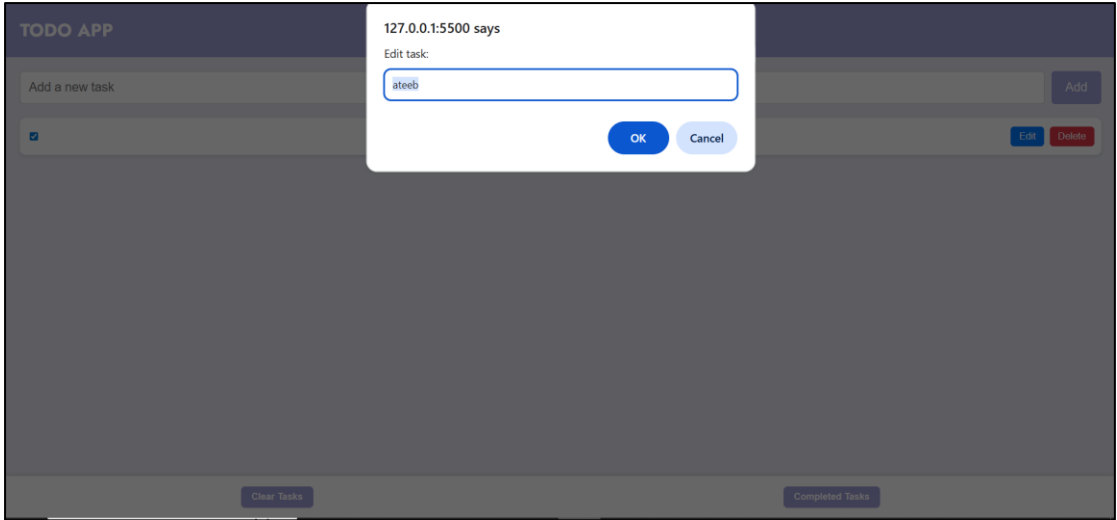 TODO APP
127.0.0.1:5500 says
Edit task:
ateeb
OK Cancel
Add a new task
Add
Edit Delete
Clear Tasks Completed Tasks